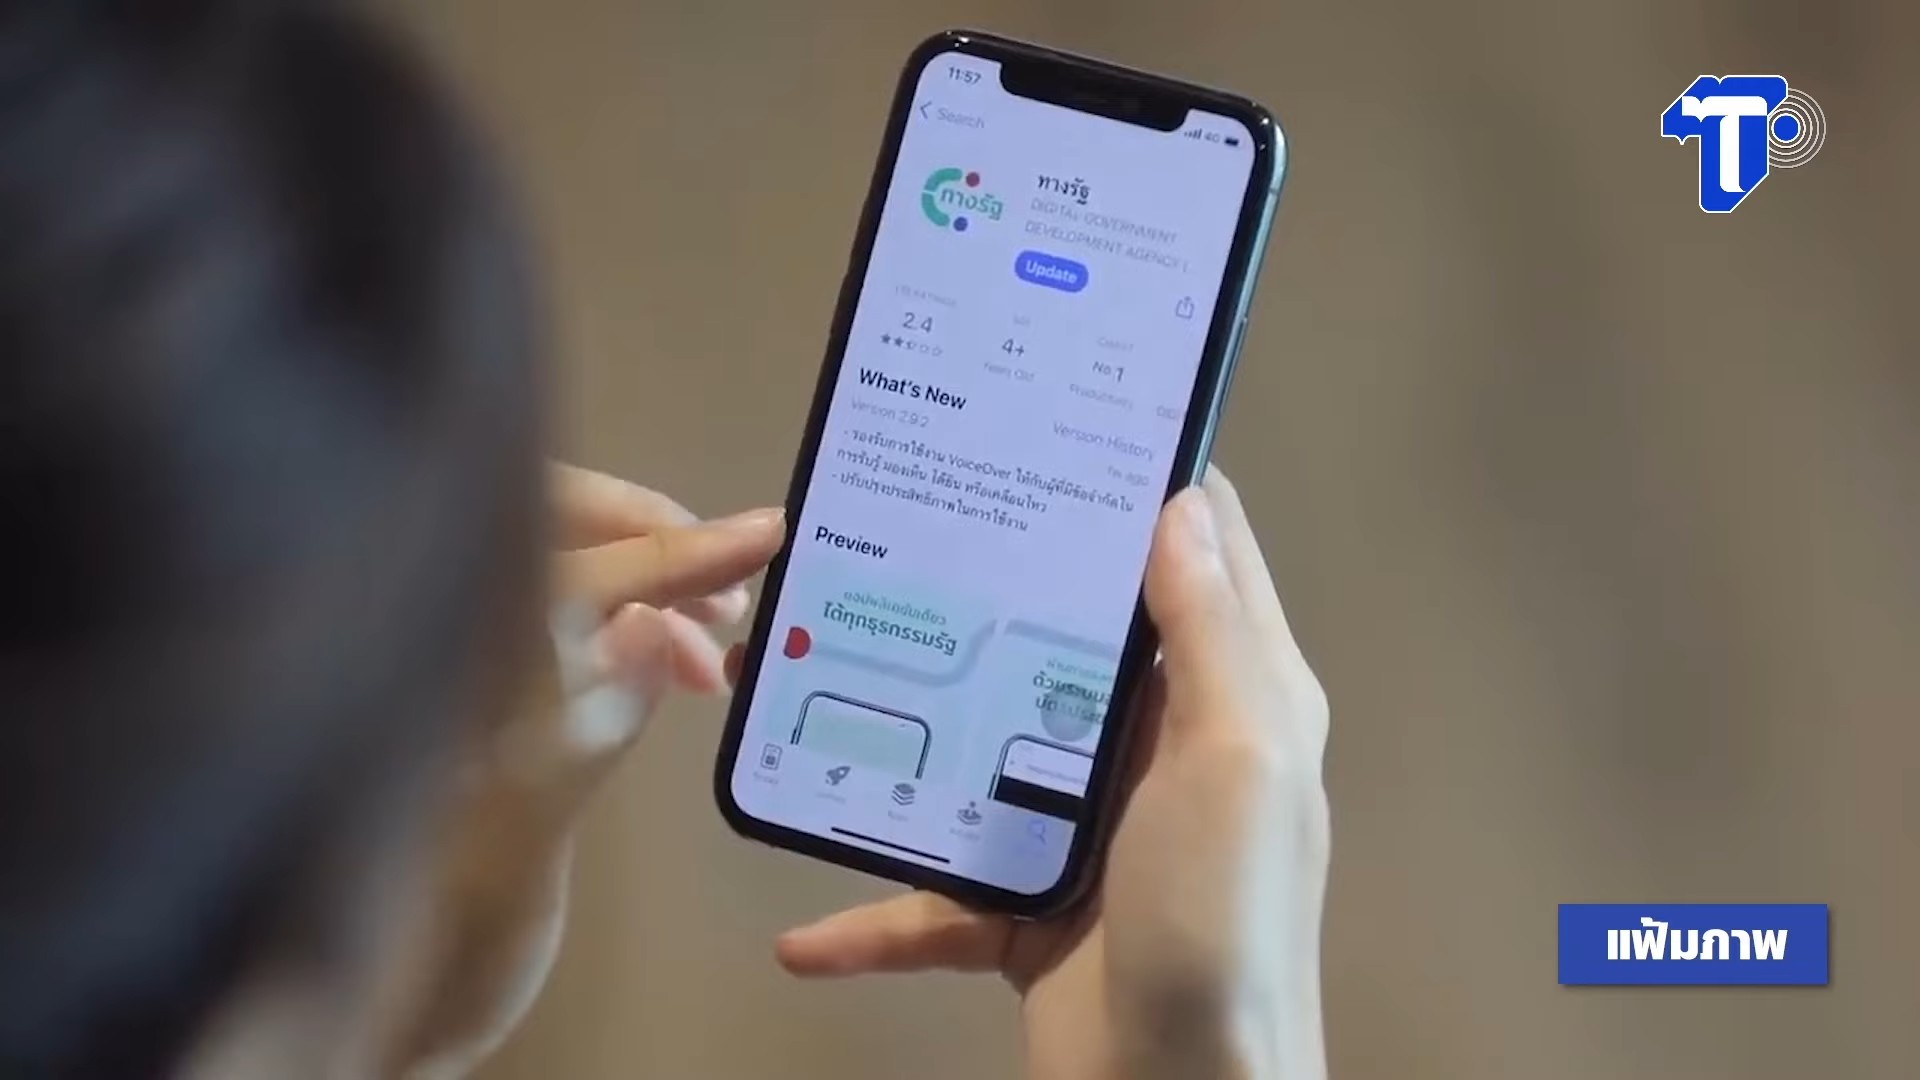 11:57
Search
4G
ทางรัฐ
ทางรัฐ
DIGITAL GOVERNMENT
DEVELOPMENT AGENCY (
Update
2.4
4+
No.1
Years Old
Productivity
What's New
Version 2.9.2
Version History
1w ago
- รองรับการใช้งาน VoiceOver ให้กับผู้ที่มีข้อจำกัดใน
การรับรู้ มองเห็น ได้ยิน หรือเคลื่อนไหว
- ปรับปรุงประสิทธิภาพในการใช้งาน
Preview
แอปพลิเคชันเดียว
ได้ทุกธุรกรรมรัฐ
T
แฟ้มภาพ